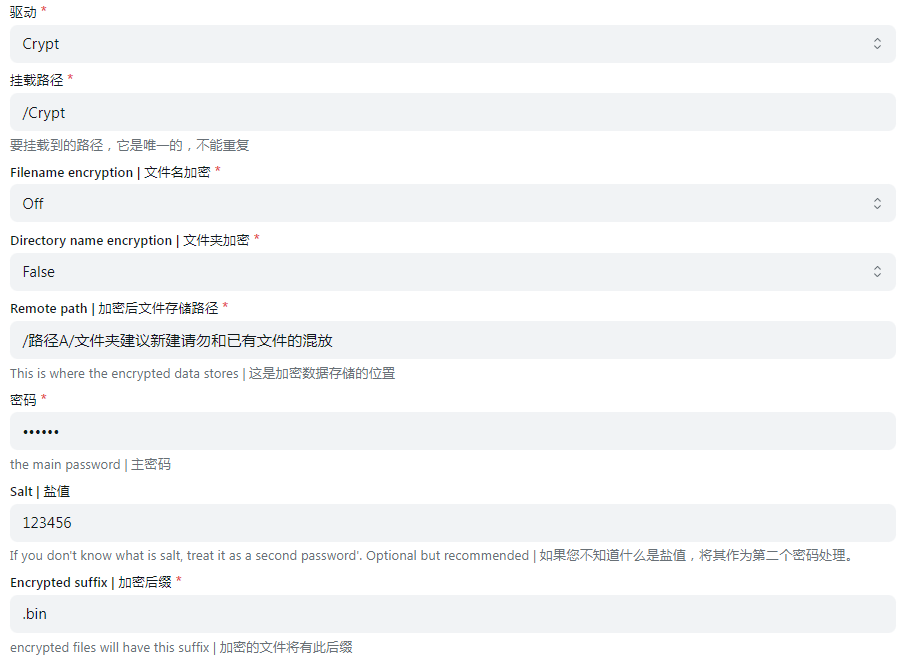 驱动 *
Crypt
挂载路径 *
/Crypt
要挂载到的路径，它是唯一的，不能重复
Filename encryption | 文件名加密 *
Off
Directory name encryption | 文件夹加密 *
False
Remote path | 加密后文件存储路径 *
/路径A/文件夹建议新建请勿和已有文件的混放
This is where the encrypted data stores | 这是加密数据存储的位置
密码 *
••••••
the main password | 主密码
Salt | 盐值
123456
If you don't know what is salt, treat it as a second password'. Optional but recommended | 如果您不知道什么是盐值，将其作为第二个密码处理。
Encrypted suffix | 加密后缀 *
.bin
encrypted files will have this suffix | 加密的文件将有此后缀